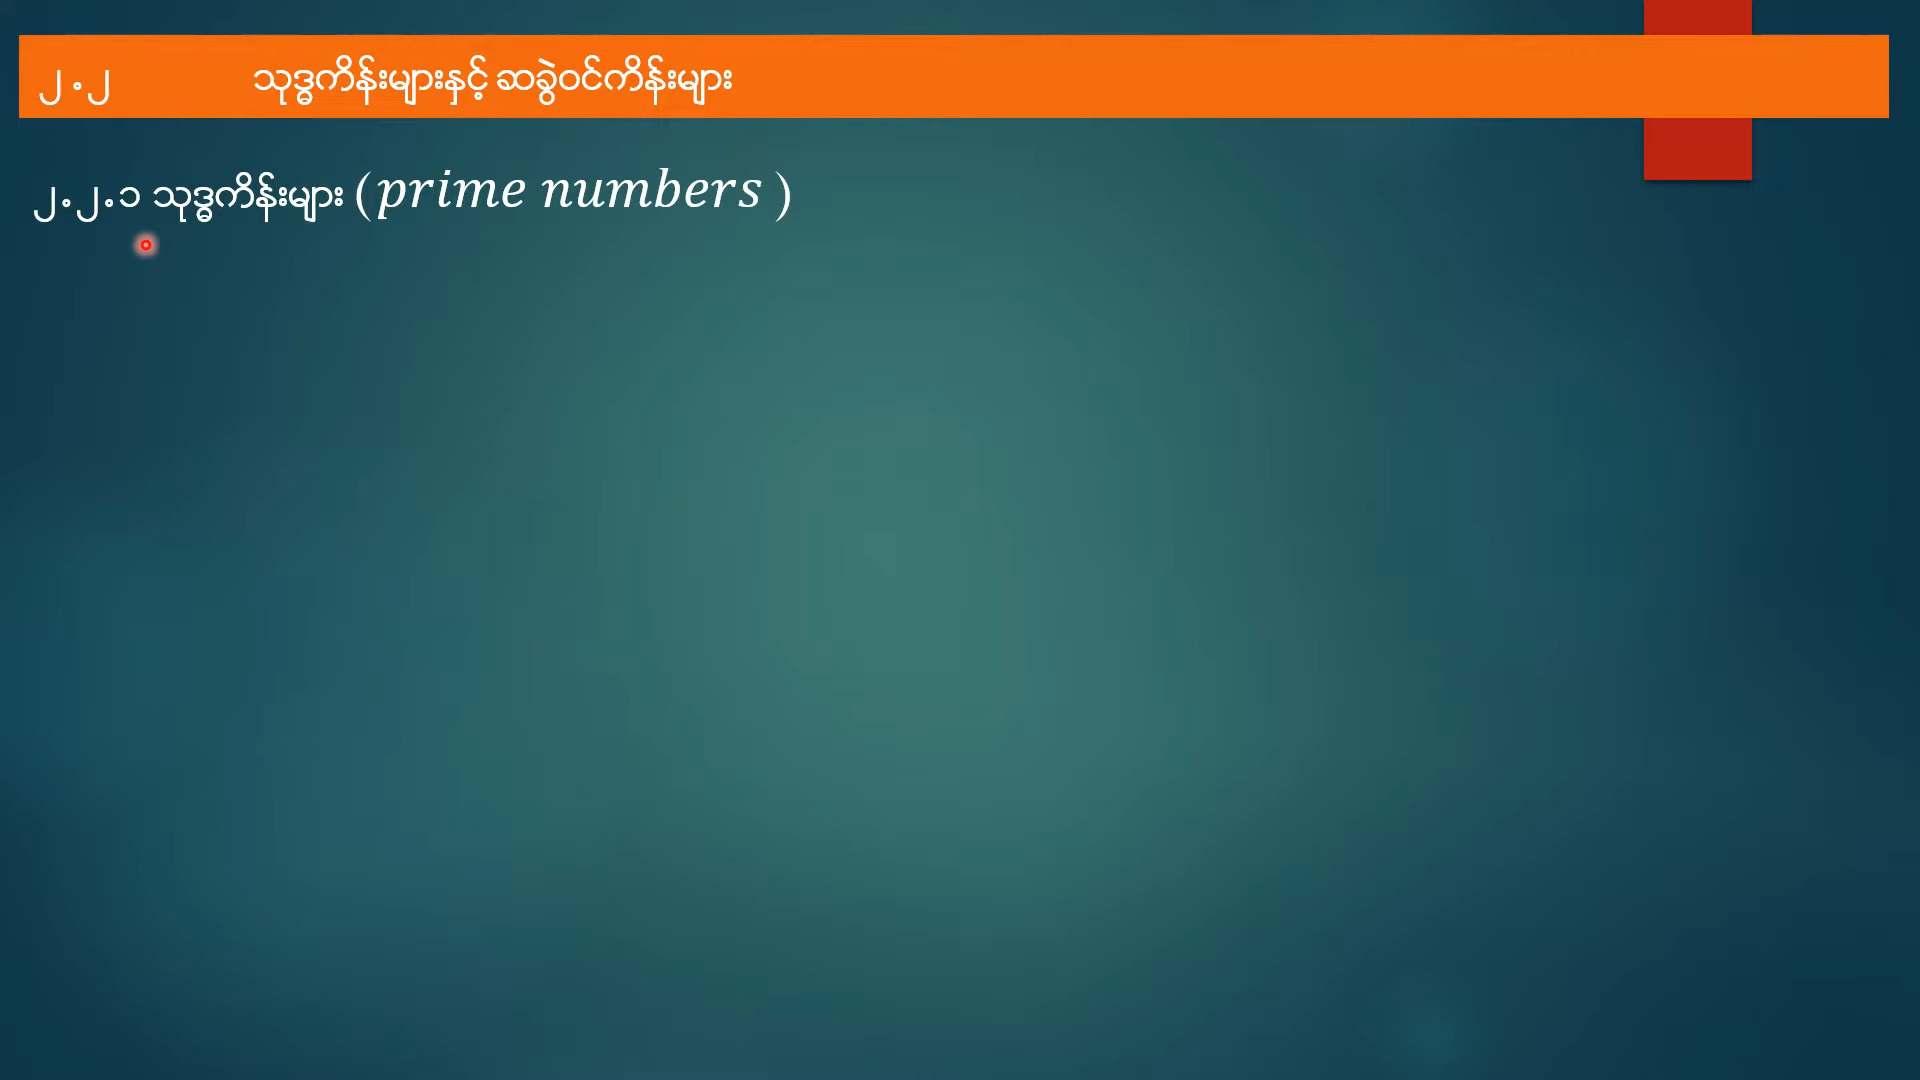 ၂.၂ သုဒ္ဓကိန်းများနှင့် ဆခွဲဝင်ကိန်းများ
၂.၂.၁ သုဒ္ဓကိန်းများ (prime numbers )